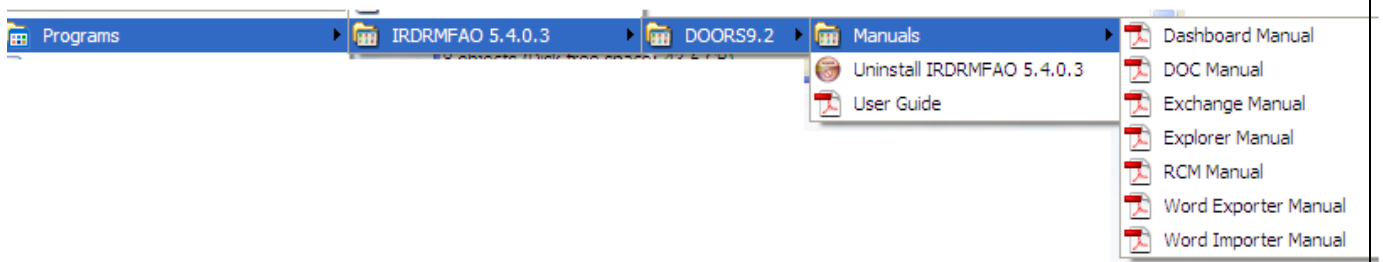 Programs
IRDRMFAO 5.4.0.3
DOORS9.2
Manuals
Uninstall IRDRMFAO 5.4.0.3
User Guide
Dashboard Manual
DOC Manual
Exchange Manual
Explorer Manual
RCM Manual
Word Exporter Manual
Word Importer Manual